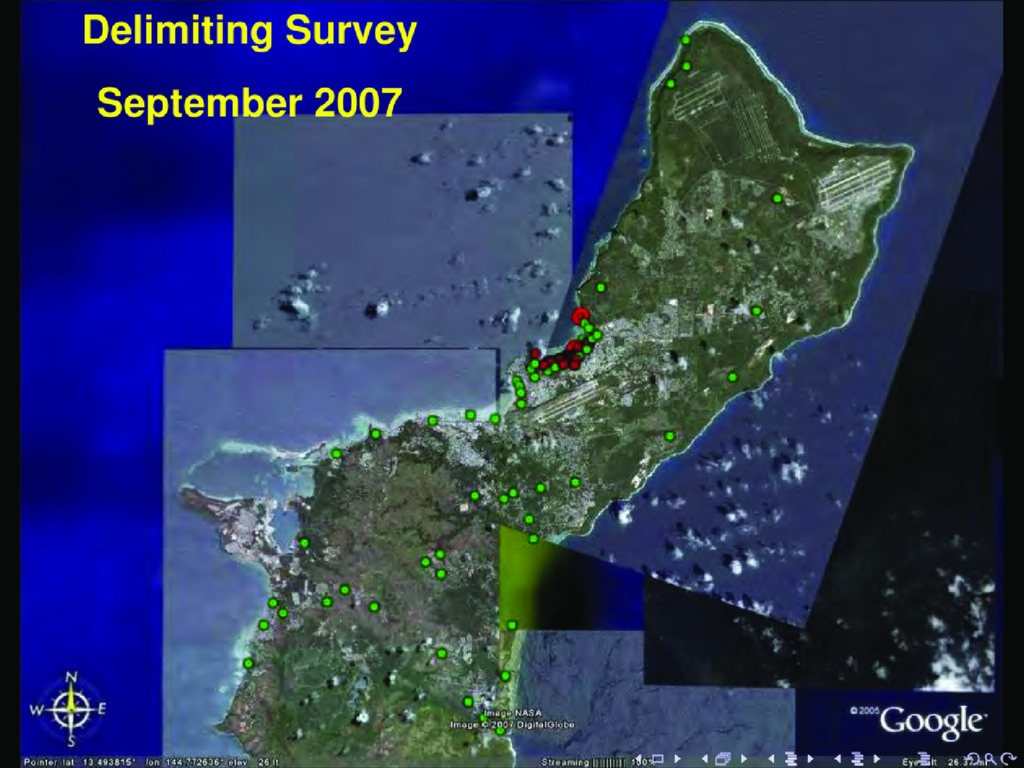 Delimiting Survey
September 2007
N
W E
S
Image NASA
Image © 2007 DigitalGlobe
© 2005 Google
Pointer lat 13.493815° lon 144.772636° elev 26 ft
Streaming |||||||||| 100%